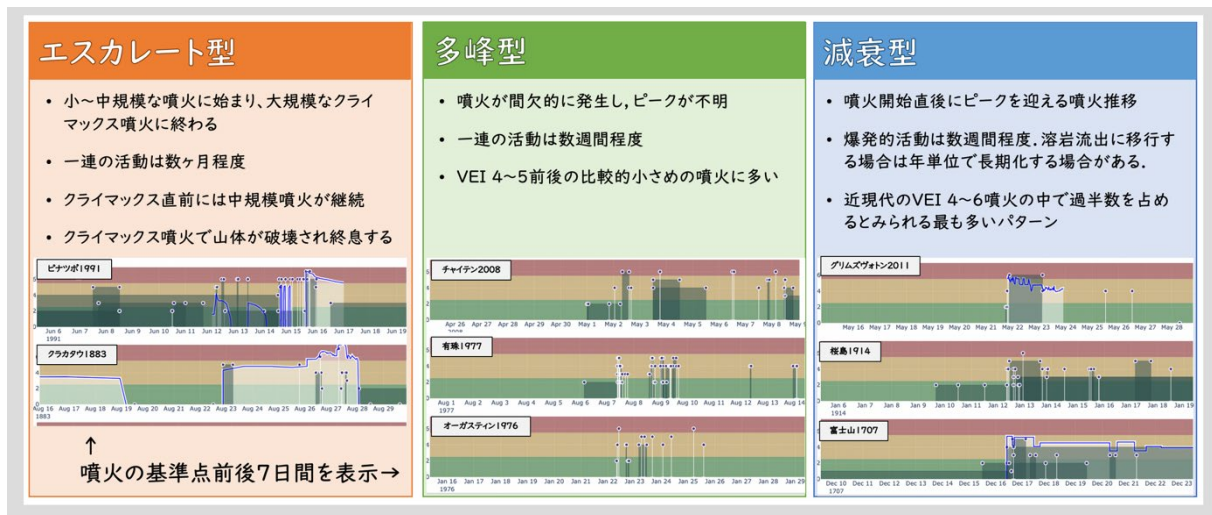 エスカレート型
• 小～中規模な噴火に始まり、大規模なクライ
マックス噴火に終わる
• 一連の活動は数ヶ月程度
• クライマックス直前には中規模噴火が継続
• クライマックス噴火で山体が破壊され終息する
ピナツボ1991
Jun 6 Jun 7 Jun 8 Jun 9 Jun 10 Jun 11 Jun 12 Jun 13 Jun 14 Jun 15 Jun 16 Jun 17 Jun 18 Jun 19
1991
クラカタウ1883
Aug 16 Aug 17 Aug 18 Aug 19 Aug 20 Aug 21 Aug 22 Aug 23 Aug 24 Aug 25 Aug 26 Aug 27 Aug 28 Aug 29
1883
↑
噴火の基準点前後7日間を表示→
多峰型
• 噴火が間欠的に発生し,ピークが不明
• 一連の活動は数週間程度
• VEI 4～5前後の比較的小さめの噴火に多い
チャイテン2008
Apr 26 Apr 27 Apr 28 Apr 29 Apr 30 May 1 May 2 May 3 May 4 May 5 May 6 May 7 May 8 May 9
2008
有珠1977
Aug 1 Aug 2 Aug 3 Aug 4 Aug 5 Aug 6 Aug 7 Aug 8 Aug 9 Aug 10 Aug 11 Aug 12 Aug 13 Aug 14
1977
オーガスティン1976
Jan 16 Jan 17 Jan 18 Jan 19 Jan 20 Jan 21 Jan 22 Jan 23 Jan 24 Jan 25 Jan 26 Jan 27 Jan 28 Jan 29
1976
減衰型
• 噴火開始直後にピークを迎える噴火推移
• 爆発的活動は数週間程度.溶岩流出に移行す
る場合は年単位で長期化する場合がある.
• 近現代のVEI 4～6噴火の中で過半数を占め
るとみられる最も多いパターン
グリムズヴォトン2011
May 16 May 17 May 18 May 19 May 20 May 21 May 22 May 23 May 24 May 25 May 26 May 27 May 28
2011
桜島1914
Jan 6 Jan 7 Jan 8 Jan 9 Jan 10 Jan 11 Jan 12 Jan 13 Jan 14 Jan 15 Jan 16 Jan 17 Jan 18 Jan 19
1914
富士山1707
Dec 10 Dec 11 Dec 12 Dec 13 Dec 14 Dec 15 Dec 16 Dec 17 Dec 18 Dec 19 Dec 20 Dec 21 Dec 22 Dec 23
1707